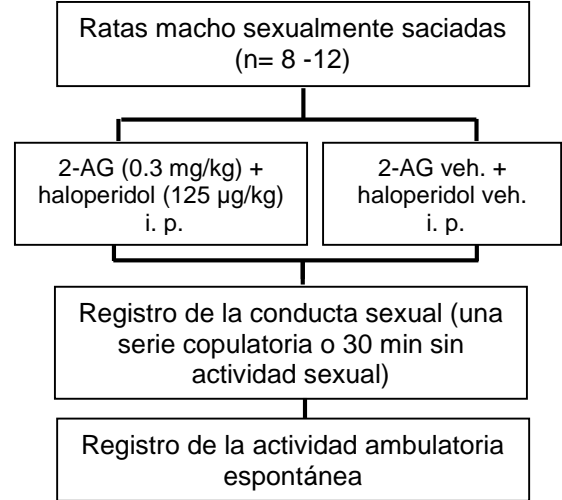 Ratas macho sexualmente saciadas
(n= 8 -12)
2-AG (0.3 mg/kg) +
haloperidol (125 µg/kg)
i. p.
2-AG veh. +
haloperidol veh.
i. p.
Registro de la conducta sexual (una
serie copulatoria o 30 min sin
actividad sexual)
Registro de la actividad ambulatoria
espontánea